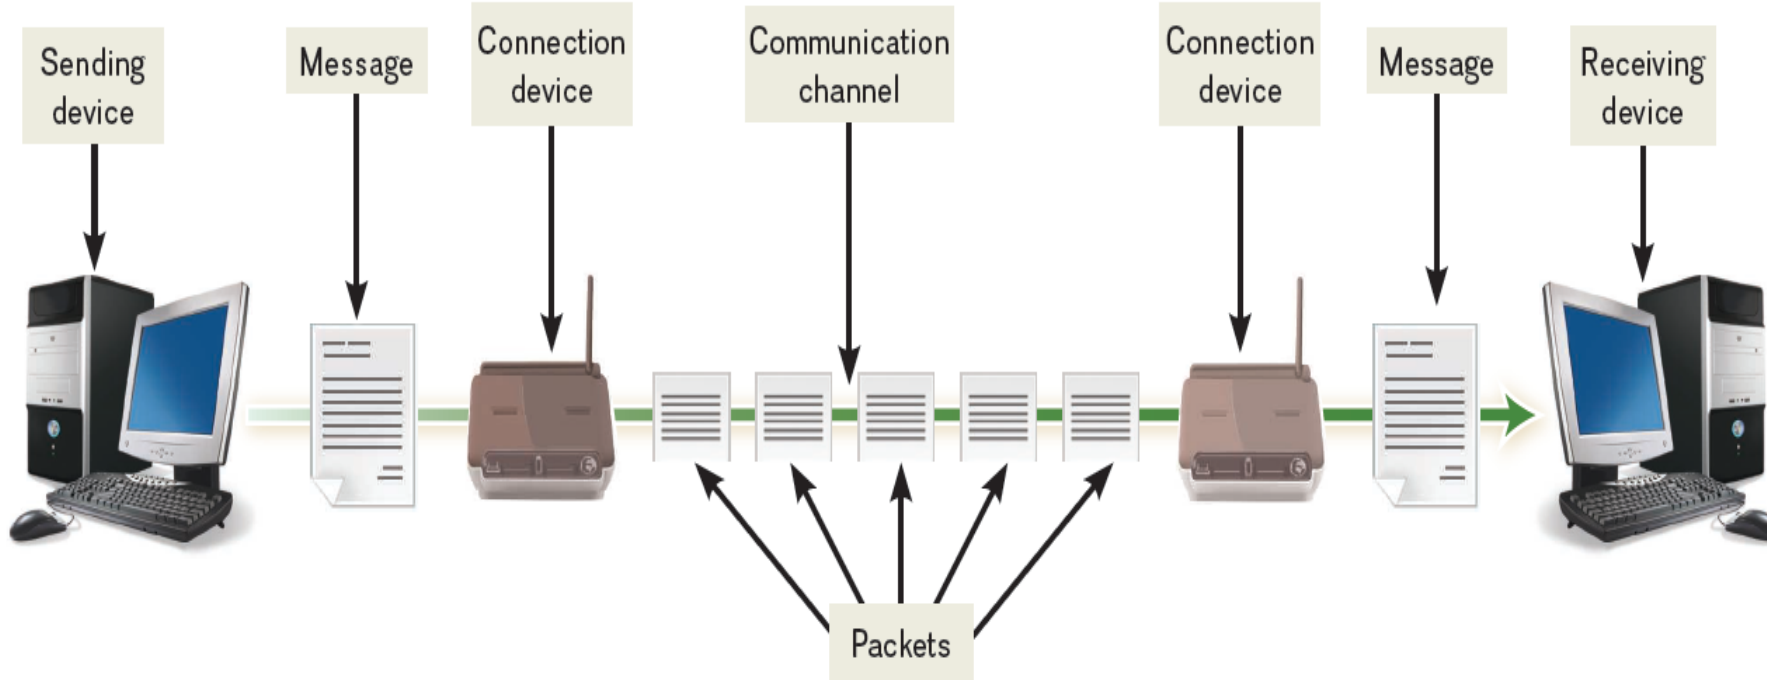 Sending
device
Message
Connection
device
Communication
channel
Connection
device
Message
Receiving
device
Packets